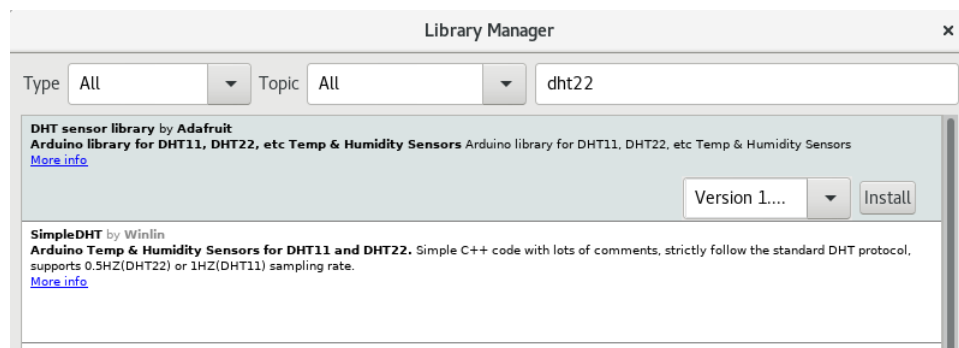 Library Manager ×
Type All Topic All dht22
DHT sensor library by Adafruit
Arduino library for DHT11, DHT22, etc Temp & Humidity Sensors Arduino library for DHT11, DHT22, etc Temp & Humidity Sensors
More info
Version 1.... Install
SimpleDHT by Winlin
Arduino Temp & Humidity Sensors for DHT11 and DHT22. Simple C++ code with lots of comments, strictly follow the standard DHT protocol,
supports 0.5HZ(DHT22) or 1HZ(DHT11) sampling rate.
More info